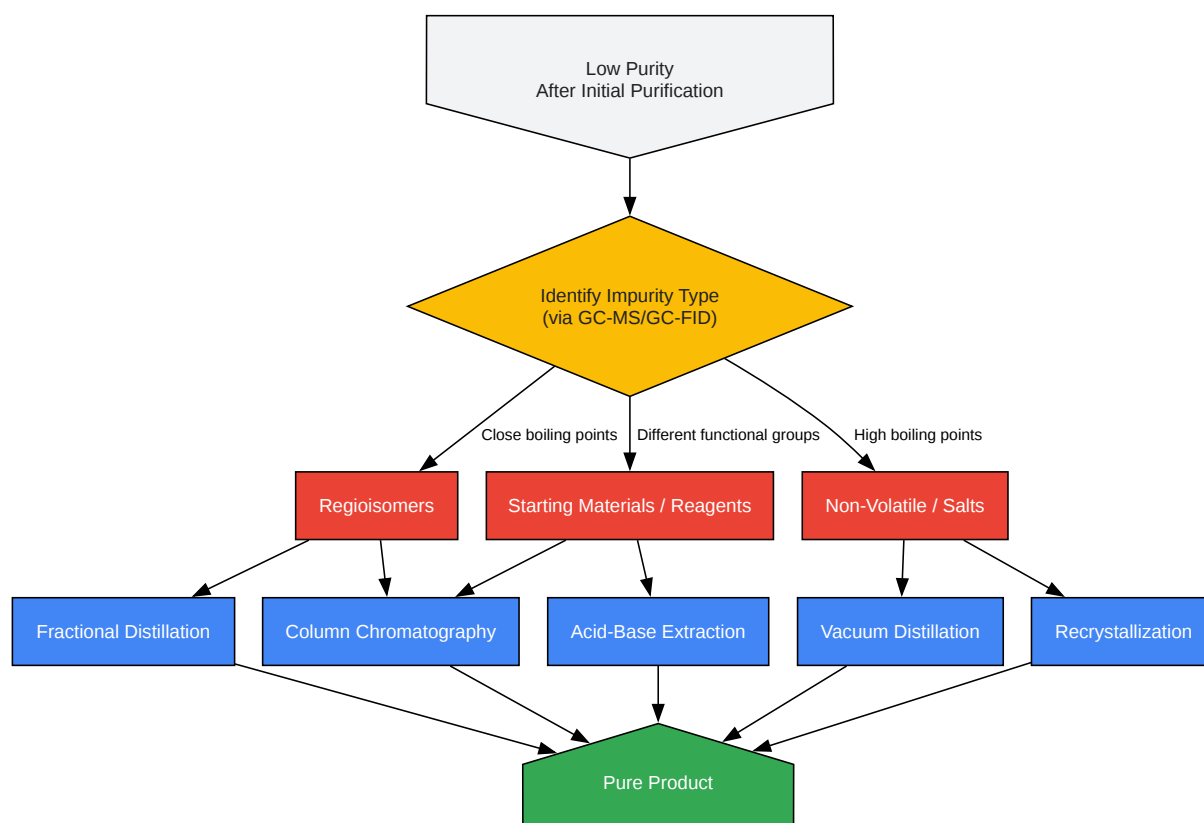 Low Purity
After Initial Purification
Identify Impurity Type
(via GC-MS/GC-FID)
Close boiling points
Different functional groups
High boiling points
Regioisomers
Starting Materials / Reagents
Non-Volatile / Salts
Fractional Distillation
Column Chromatography
Acid-Base Extraction
Vacuum Distillation
Recrystallization
Pure Product